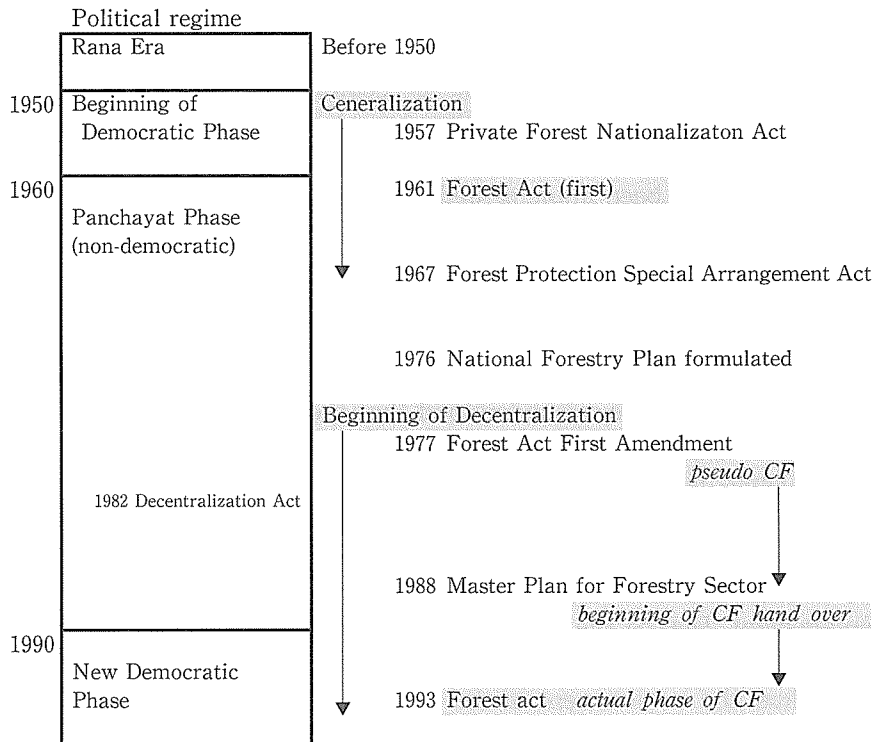 Political regime
Rana Era
Before 1950
1950
Beginning of
Democratic Phase
Ceneralization
1957 Private Forest Nationalizaton Act
1960
1961 Forest Act (first)
Panchayat Phase
(non-democratic)
1967 Forest Protection Special Arrangement Act
1976 National Forestry Plan formulated
Beginning of Decentralization
1977 Forest Act First Amendment
pseudo CF
1982 Decentralization Act
1988 Master Plan for Forestry Sector
beginning of CF hand over
1990
New Democratic
Phase
1993 Forest act actual phase of CF